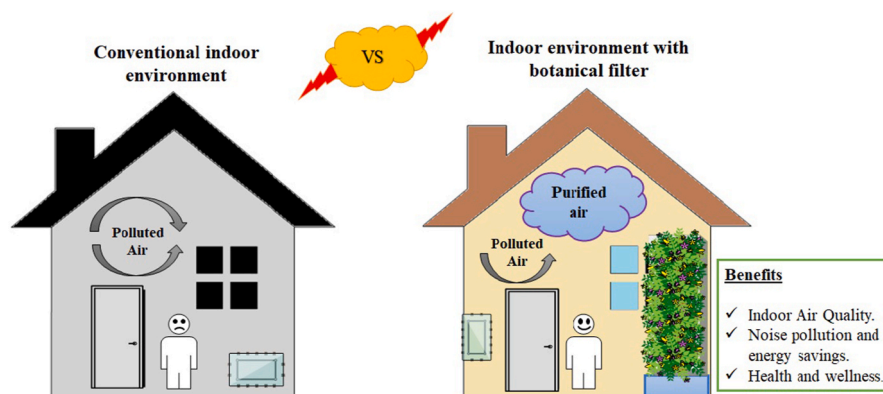 Conventional indoor
environment
VS
Indoor environment with
botanical filter
Polluted
Air
Purified
air
Polluted
Air
Benefits
✓ Indoor Air Quality.
✓ Noise pollution and
energy savings.
✓ Health and wellness.